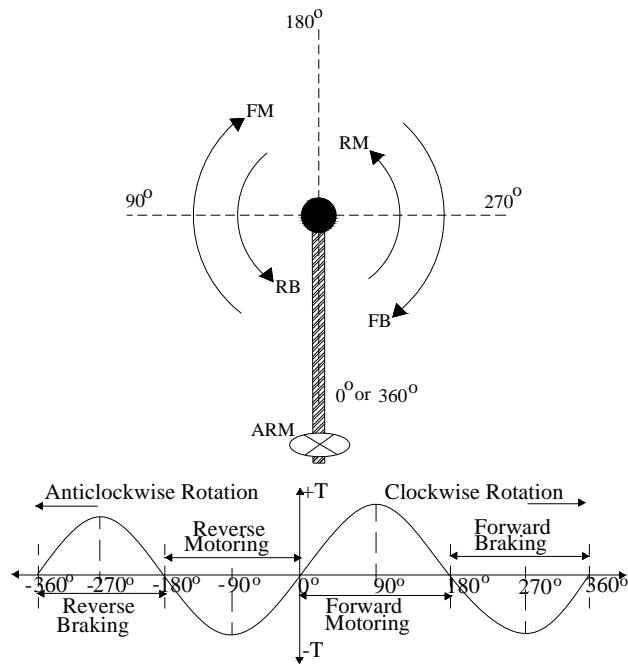 180°
FM
RM
90°
270°
RB
FB
0° or 360°
ARM
Anticlockwise Rotation
+T
Clockwise Rotation
Reverse
Motoring
Forward
Braking
-360° -270° -180° -90° 0° 90° 180° 270° 360°
Reverse
Braking
Forward
Motoring
-T